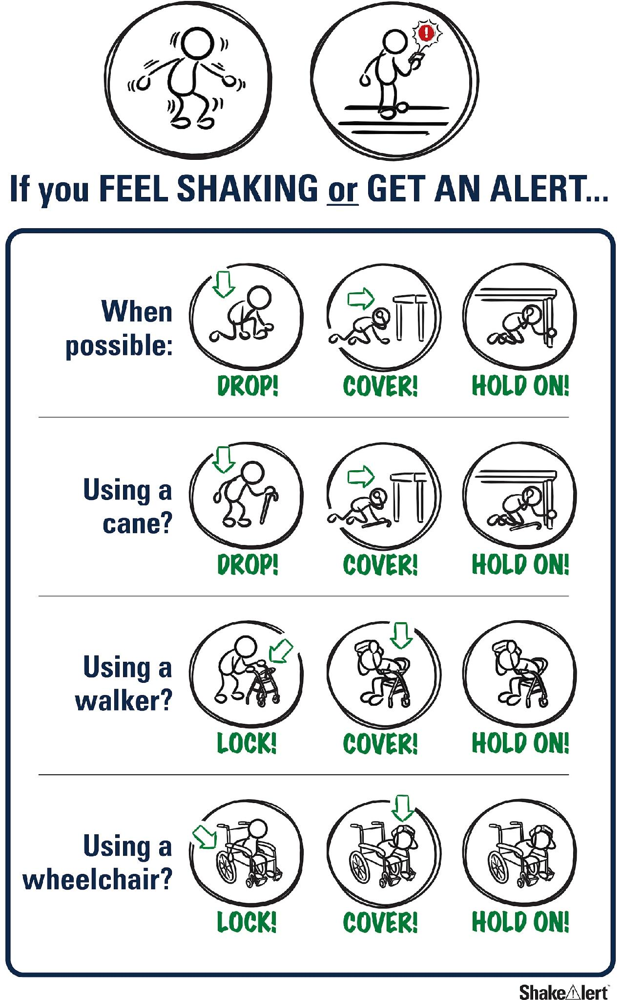 !
If you FEEL SHAKING or GET AN ALERT...
When
possible:
DROP!
COVER!
HOLD ON!
Using a
cane?
DROP!
COVER!
HOLD ON!
Using a
walker?
LOCK!
COVER!
HOLD ON!
Using a
wheelchair?
LOCK!
COVER!
HOLD ON!
ShakeAlert™